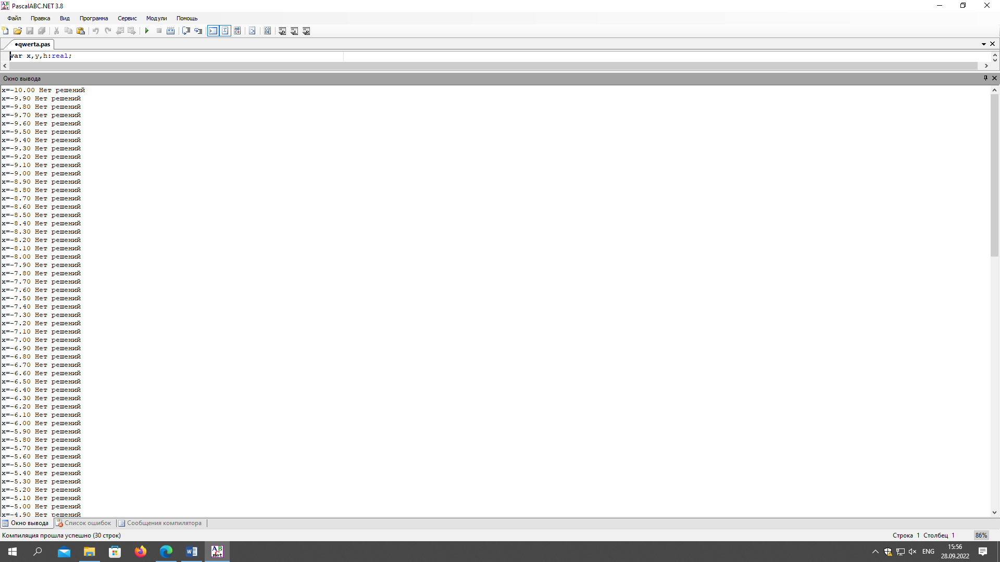 PascalABC.NET 3.8
Файл Правка Вид Программа Сервис Модули Помощь
•qwerta.pas
var x,y,h:real;
Окно вывода
x=-10.00 Нет решений
x=-9.90 Нет решений
x=-9.80 Нет решений
x=-9.70 Нет решений
x=-9.60 Нет решений
x=-9.50 Нет решений
x=-9.40 Нет решений
x=-9.30 Нет решений
x=-9.20 Нет решений
x=-9.10 Нет решений
x=-9.00 Нет решений
x=-8.90 Нет решений
x=-8.80 Нет решений
x=-8.70 Нет решений
x=-8.60 Нет решений
x=-8.50 Нет решений
x=-8.40 Нет решений
x=-8.30 Нет решений
x=-8.20 Нет решений
x=-8.10 Нет решений
x=-8.00 Нет решений
x=-7.90 Нет решений
x=-7.80 Нет решений
x=-7.70 Нет решений
x=-7.60 Нет решений
x=-7.50 Нет решений
x=-7.40 Нет решений
x=-7.30 Нет решений
x=-7.20 Нет решений
x=-7.10 Нет решений
x=-7.00 Нет решений
x=-6.90 Нет решений
x=-6.80 Нет решений
x=-6.70 Нет решений
x=-6.60 Нет решений
x=-6.50 Нет решений
x=-6.40 Нет решений
x=-6.30 Нет решений
x=-6.20 Нет решений
x=-6.10 Нет решений
x=-6.00 Нет решений
x=-5.90 Нет решений
x=-5.80 Нет решений
x=-5.70 Нет решений
x=-5.60 Нет решений
x=-5.50 Нет решений
x=-5.40 Нет решений
x=-5.30 Нет решений
x=-5.20 Нет решений
x=-5.10 Нет решений
x=-5.00 Нет решений
x=-4.90 Нет решений
Окно вывода Список ошибок Сообщения компилятора
Компиляция прошла успешно (30 строк) Строка 1 Столбец 1 86%
ENG 15:56
28.09.2022